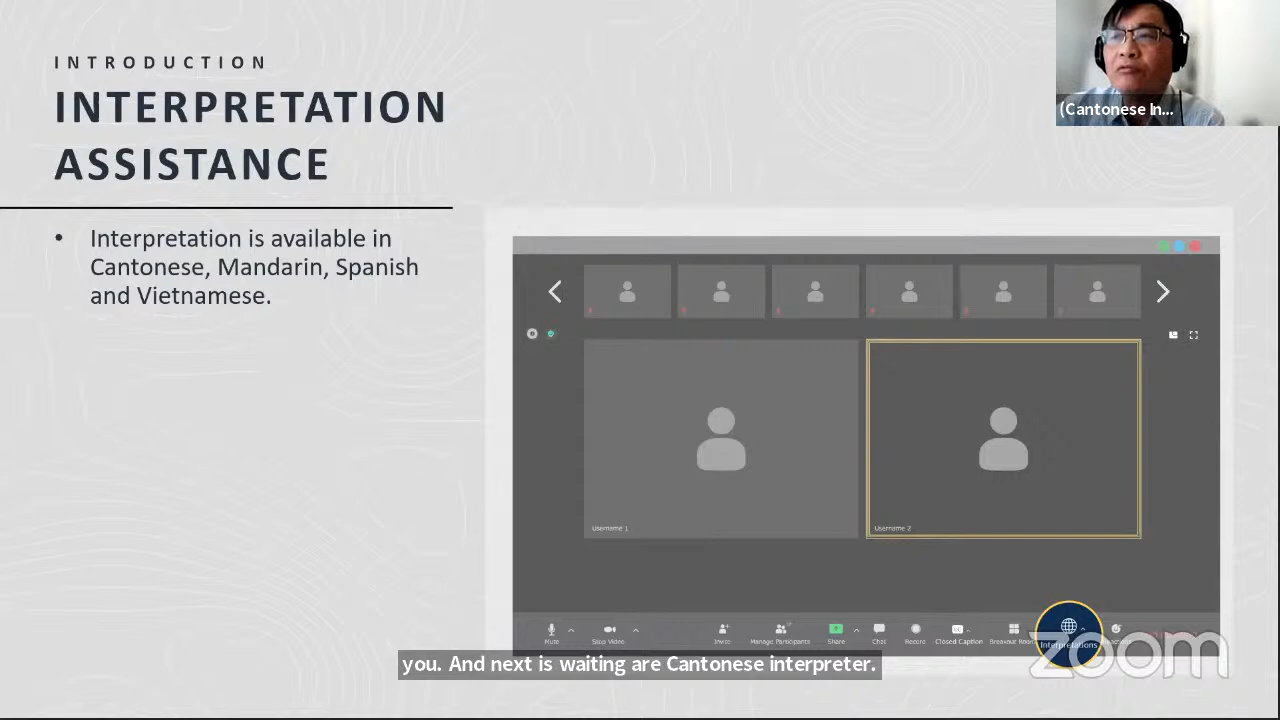 INTRODUCTION
INTERPRETATION
ASSISTANCE
(Cantonese In...
• Interpretation is available in
Cantonese, Mandarin, Spanish
and Vietnamese.
Username 1
Username 2
Mute
Stop Video
Invite
Manage Participants
Share
Chat
Record
Closed Caption
Breakout
Interpretations
zoom
you. And next is waiting are Cantonese interpreter.